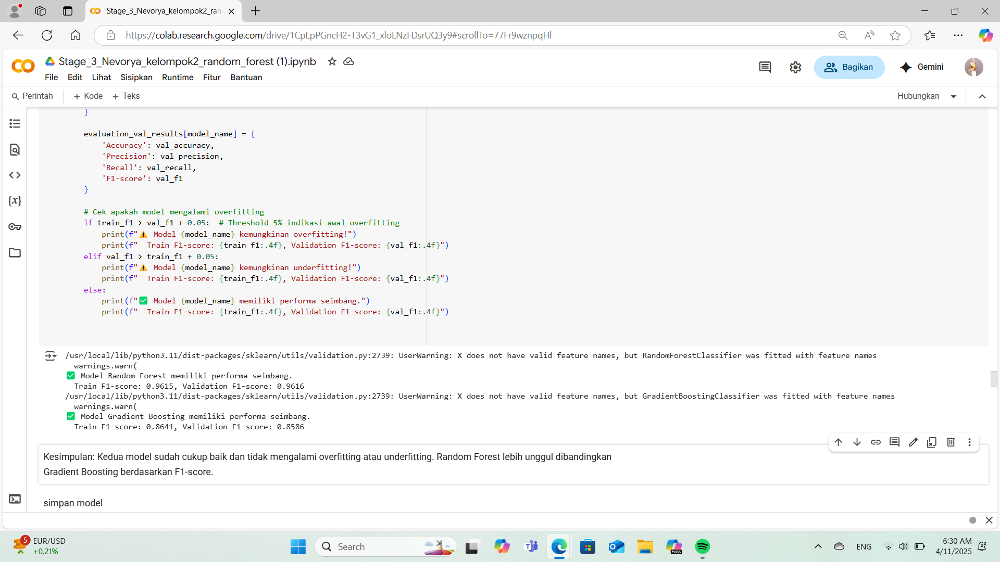 Stage_3_Nevorya_kelompok2_ran
https://colab.research.google.com/drive/1CpLpPGncH2-T3vG1_xloLNzFDsrUQ3y9#scrollTo=77Fr9wznpqHl
Stage_3_Nevorya_kelompok2_random_forest (1).ipynb
Bagikan
Gemini
File Edit Lihat Sisipkan Runtime Fitur Bantuan
Perintah + Kode + Teks
Hubungkan
}
evaluation_val_results[model_name] = {
'Accuracy': val_accuracy,
'Precision': val_precision,
'Recall': val_recall,
'F1-score': val_f1
}
# Cek apakah model mengalami overfitting
if train_f1 > val_f1 + 0.05:  # Threshold 5% indikasi awal overfitting
print(f"⚠️ Model {model_name} kemungkinan overfitting!")
print(f"  Train F1-score: {train_f1:.4f}, Validation F1-score: {val_f1:.4f}")
elif val_f1 > train_f1 + 0.05:
print(f"⚠️ Model {model_name} kemungkinan underfitting!")
print(f"  Train F1-score: {train_f1:.4f}, Validation F1-score: {val_f1:.4f}")
else:
print(f"✅ Model {model_name} memiliki performa seimbang.")
print(f"  Train F1-score: {train_f1:.4f}, Validation F1-score: {val_f1:.4f}")
/usr/local/lib/python3.11/dist-packages/sklearn/utils/validation.py:2739: UserWarning: X does not have valid feature names, but RandomForestClassifier was fitted with feature names
warnings.warn(
✅ Model Random Forest memiliki performa seimbang.
Train F1-score: 0.9615, Validation F1-score: 0.9616
/usr/local/lib/python3.11/dist-packages/sklearn/utils/validation.py:2739: UserWarning: X does not have valid feature names, but GradientBoostingClassifier was fitted with feature names
warnings.warn(
✅ Model Gradient Boosting memiliki performa seimbang.
Train F1-score: 0.8641, Validation F1-score: 0.8586
Kesimpulan: Kedua model sudah cukup baik dan tidak mengalami overfitting atau underfitting. Random Forest lebih unggul dibandingkan
Gradient Boosting berdasarkan F1-score.
simpan model
5
EUR/USD
+0,21%
Search
M365
ENG
6:30 AM
4/11/2025